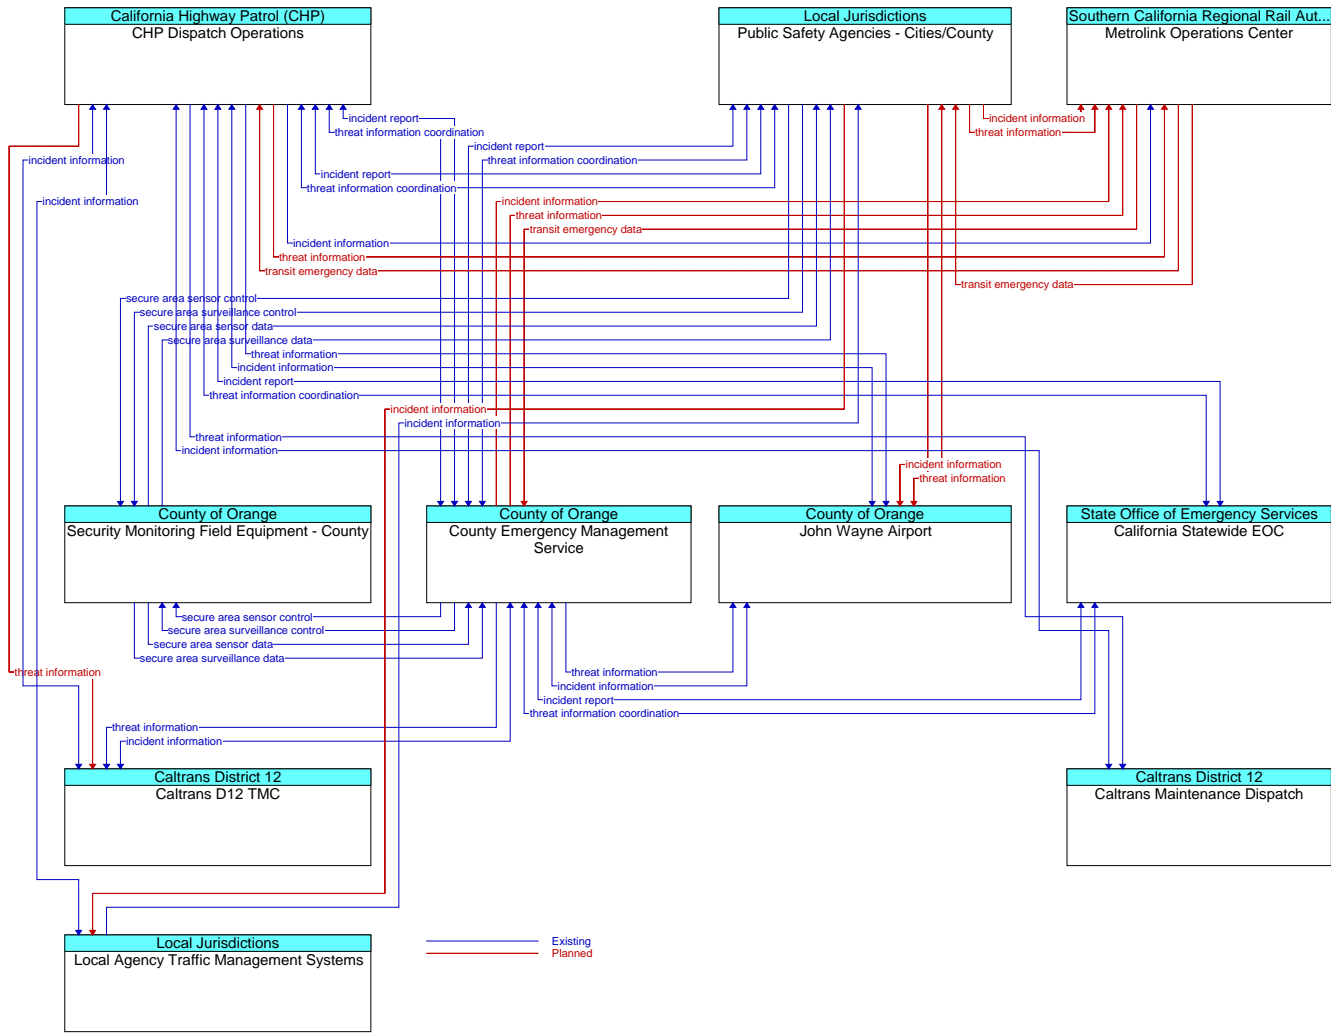 California Highway Patrol (CHP)
CHP Dispatch Operations
Local Jurisdictions
Public Safety Agencies - Cities/County
Southern California Regional Rail Aut...
Metrolink Operations Center
incident report
threat information coordination
incident information
threat information
incident information
incident report
threat information coordination
incident report
threat information coordination
incident information
incident information
threat information
transit emergency data
incident information
threat information
transit emergency data
transit emergency data
secure area sensor control
secure area surveillance control
secure area sensor data
secure area surveillance data
threat information
incident information
incident report
threat information coordination
incident information
incident information
threat information
incident information
incident information
threat information
County of Orange
Security Monitoring Field Equipment - County
County of Orange
County Emergency Management
Service
County of Orange
John Wayne Airport
State Office of Emergency Services
California Statewide EOC
secure area sensor control
secure area surveillance control
secure area sensor data
secure area surveillance data
threat information
threat information
incident information
incident report
threat information coordination
threat information
incident information
Caltrans District 12
Caltrans D12 TMC
Caltrans District 12
Caltrans Maintenance Dispatch
Local Jurisdictions
Local Agency Traffic Management Systems
Existing
Planned